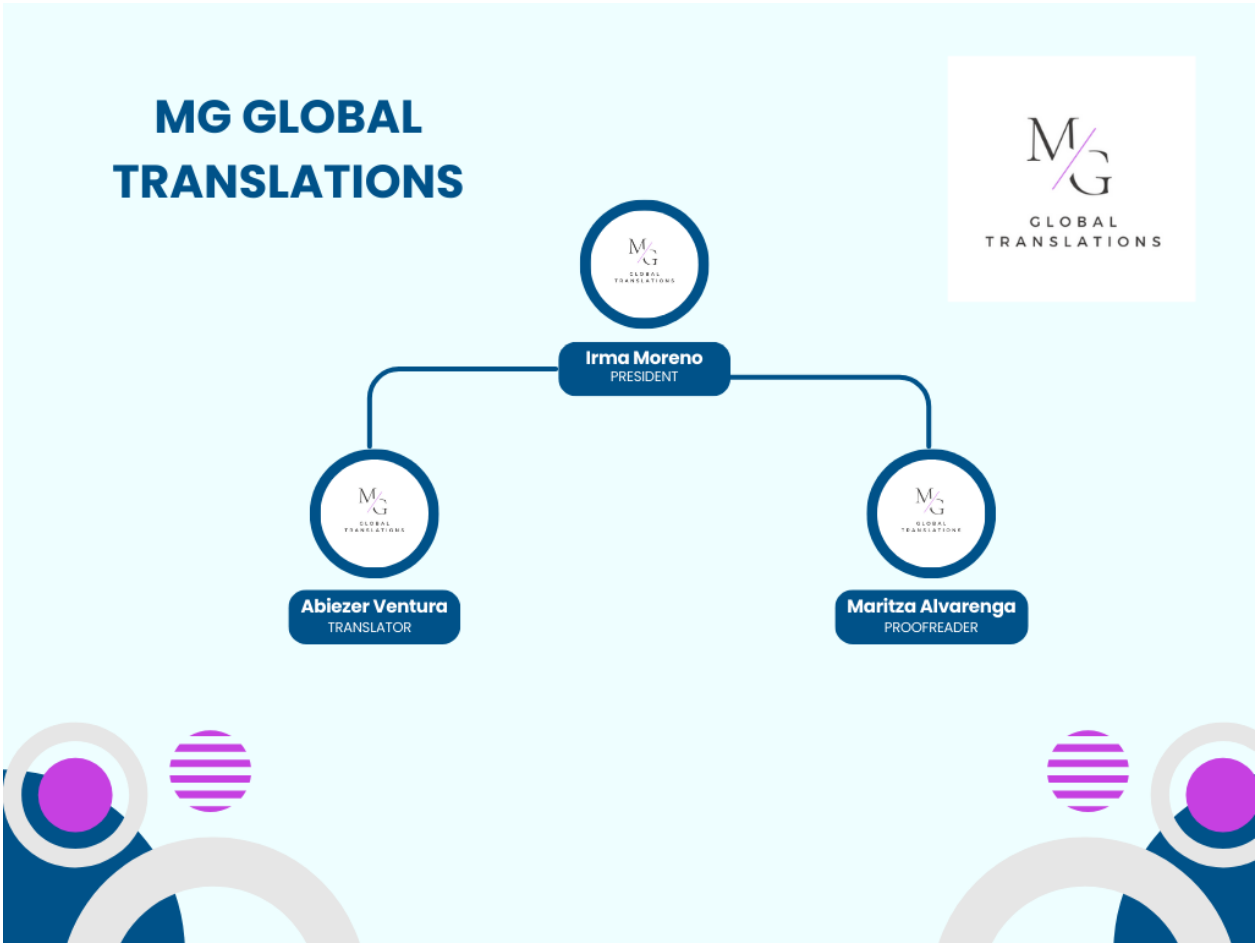 MG GLOBAL
TRANSLATIONS
M/G
GLOBAL
TRANSLATIONS
M/G
GLOBAL
TRANSLATIONS
Irma Moreno
PRESIDENT
M/G
GLOBAL
TRANSLATIONS
M/G
GLOBAL
TRANSLATIONS
Abiezer Ventura
TRANSLATOR
Maritza Alvarenga
PROOFREADER